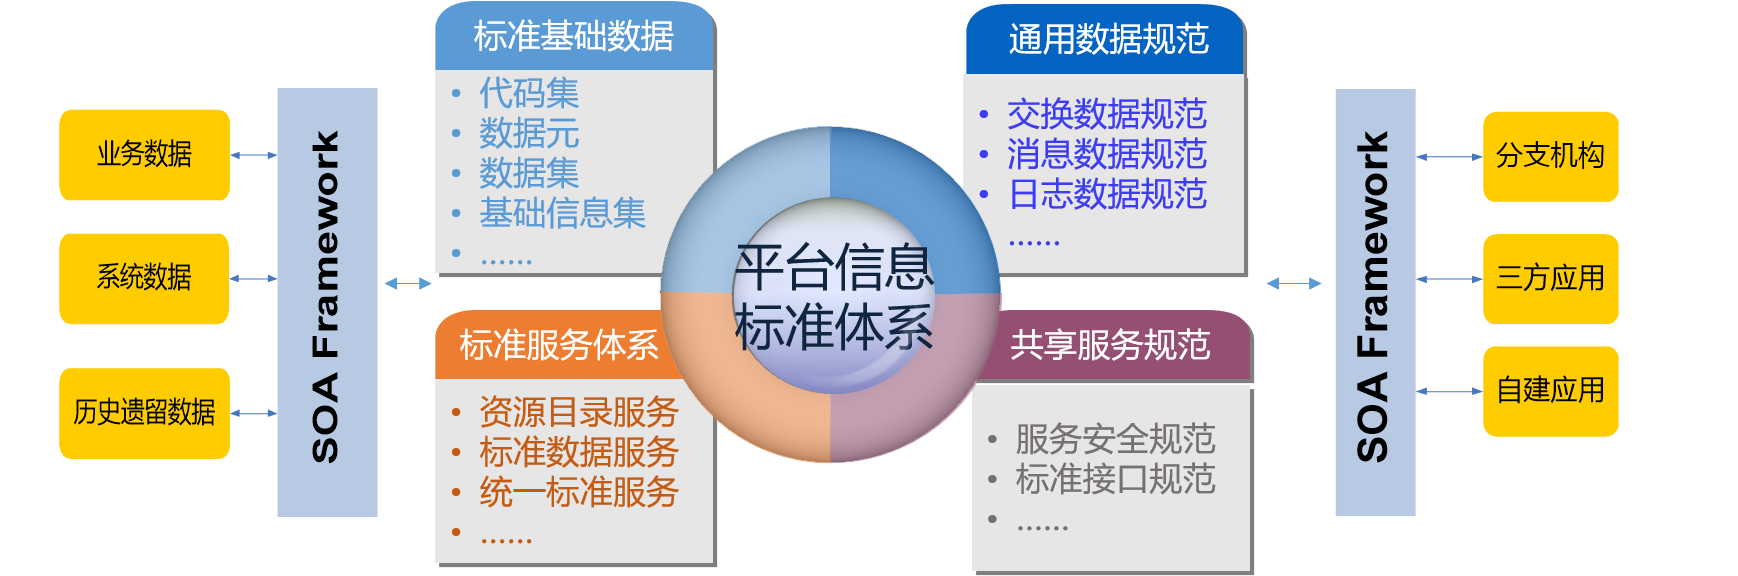 业务数据
系统数据
历史遗留数据
SOA Framework
标准基础数据
• 代码集
• 数据元
• 数据集
• 基础信息集
• ......
标准服务体系
• 资源目录服务
• 标准数据服务
• 统一标准服务
• ......
平台信息
标准体系
通用数据规范
• 交换数据规范
• 消息数据规范
• 日志数据规范
......
共享服务规范
• 服务安全规范
• 标准接口规范
• ......
SOA Framework
分支机构
三方应用
自建应用